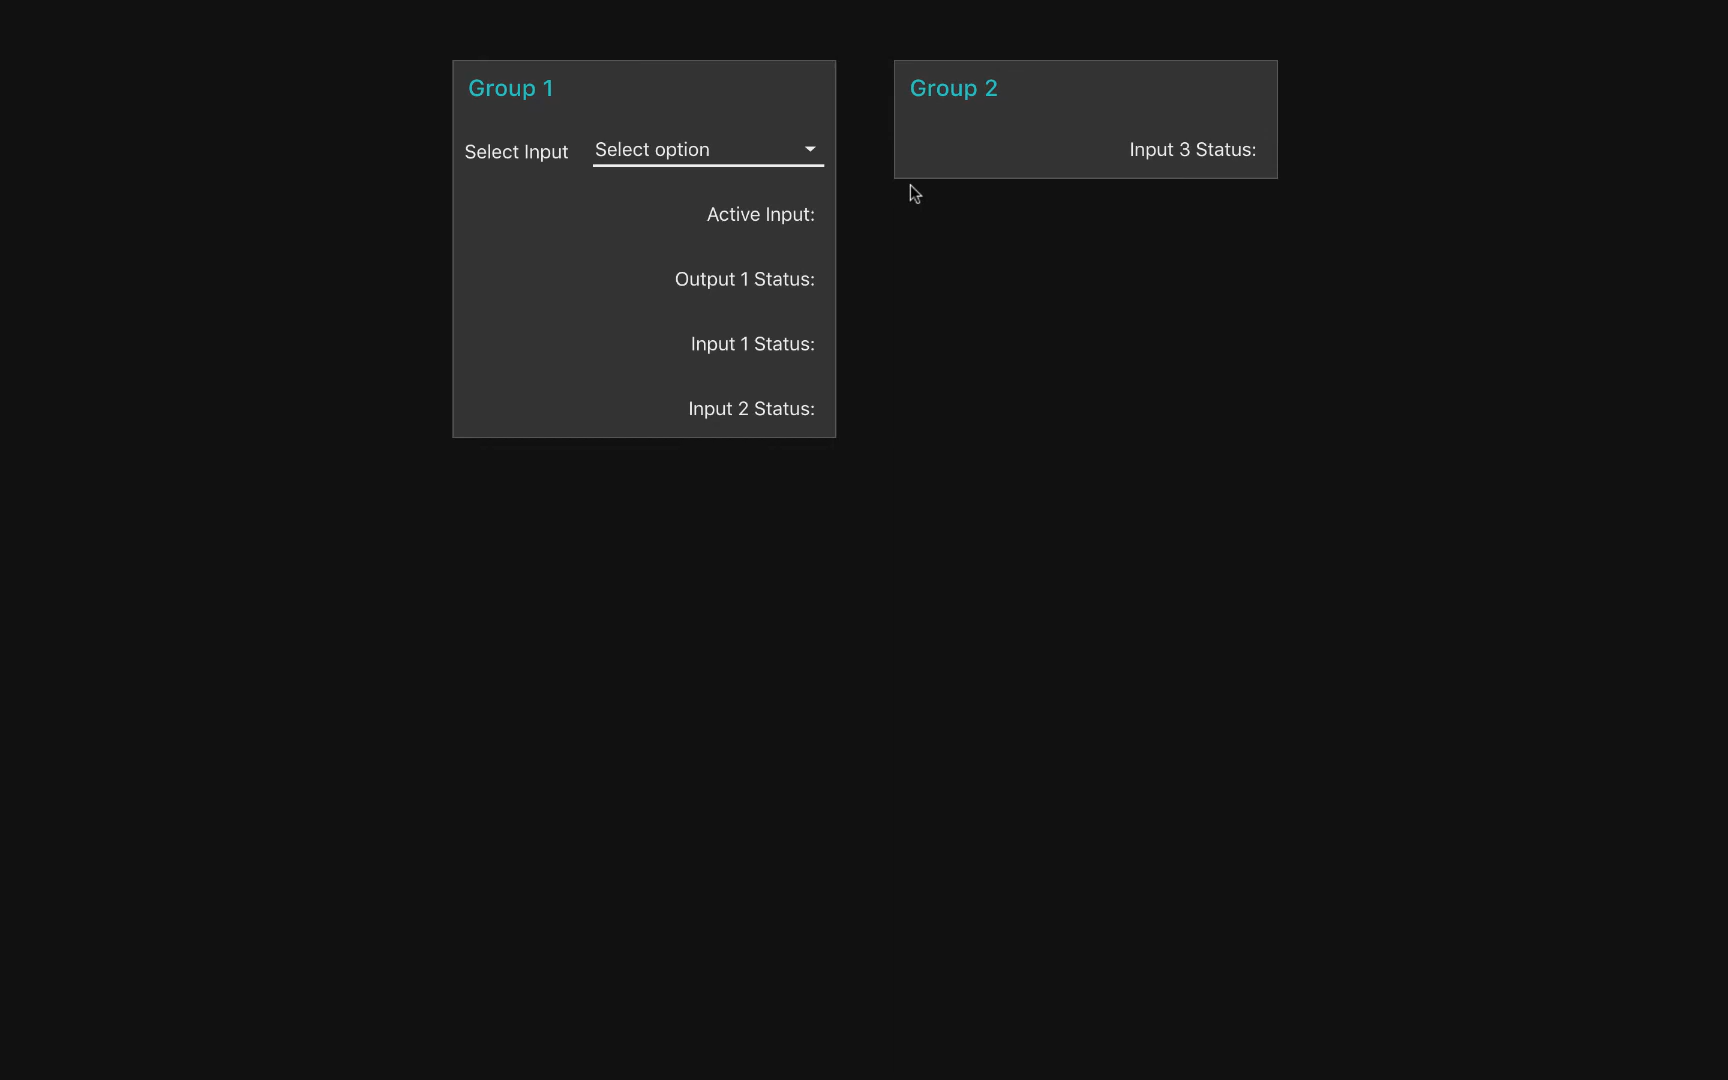 Group 1
Select Input Select option
Active Input:
Output 1 Status:
Input 1 Status:
Input 2 Status:
Group 2
Input 3 Status: